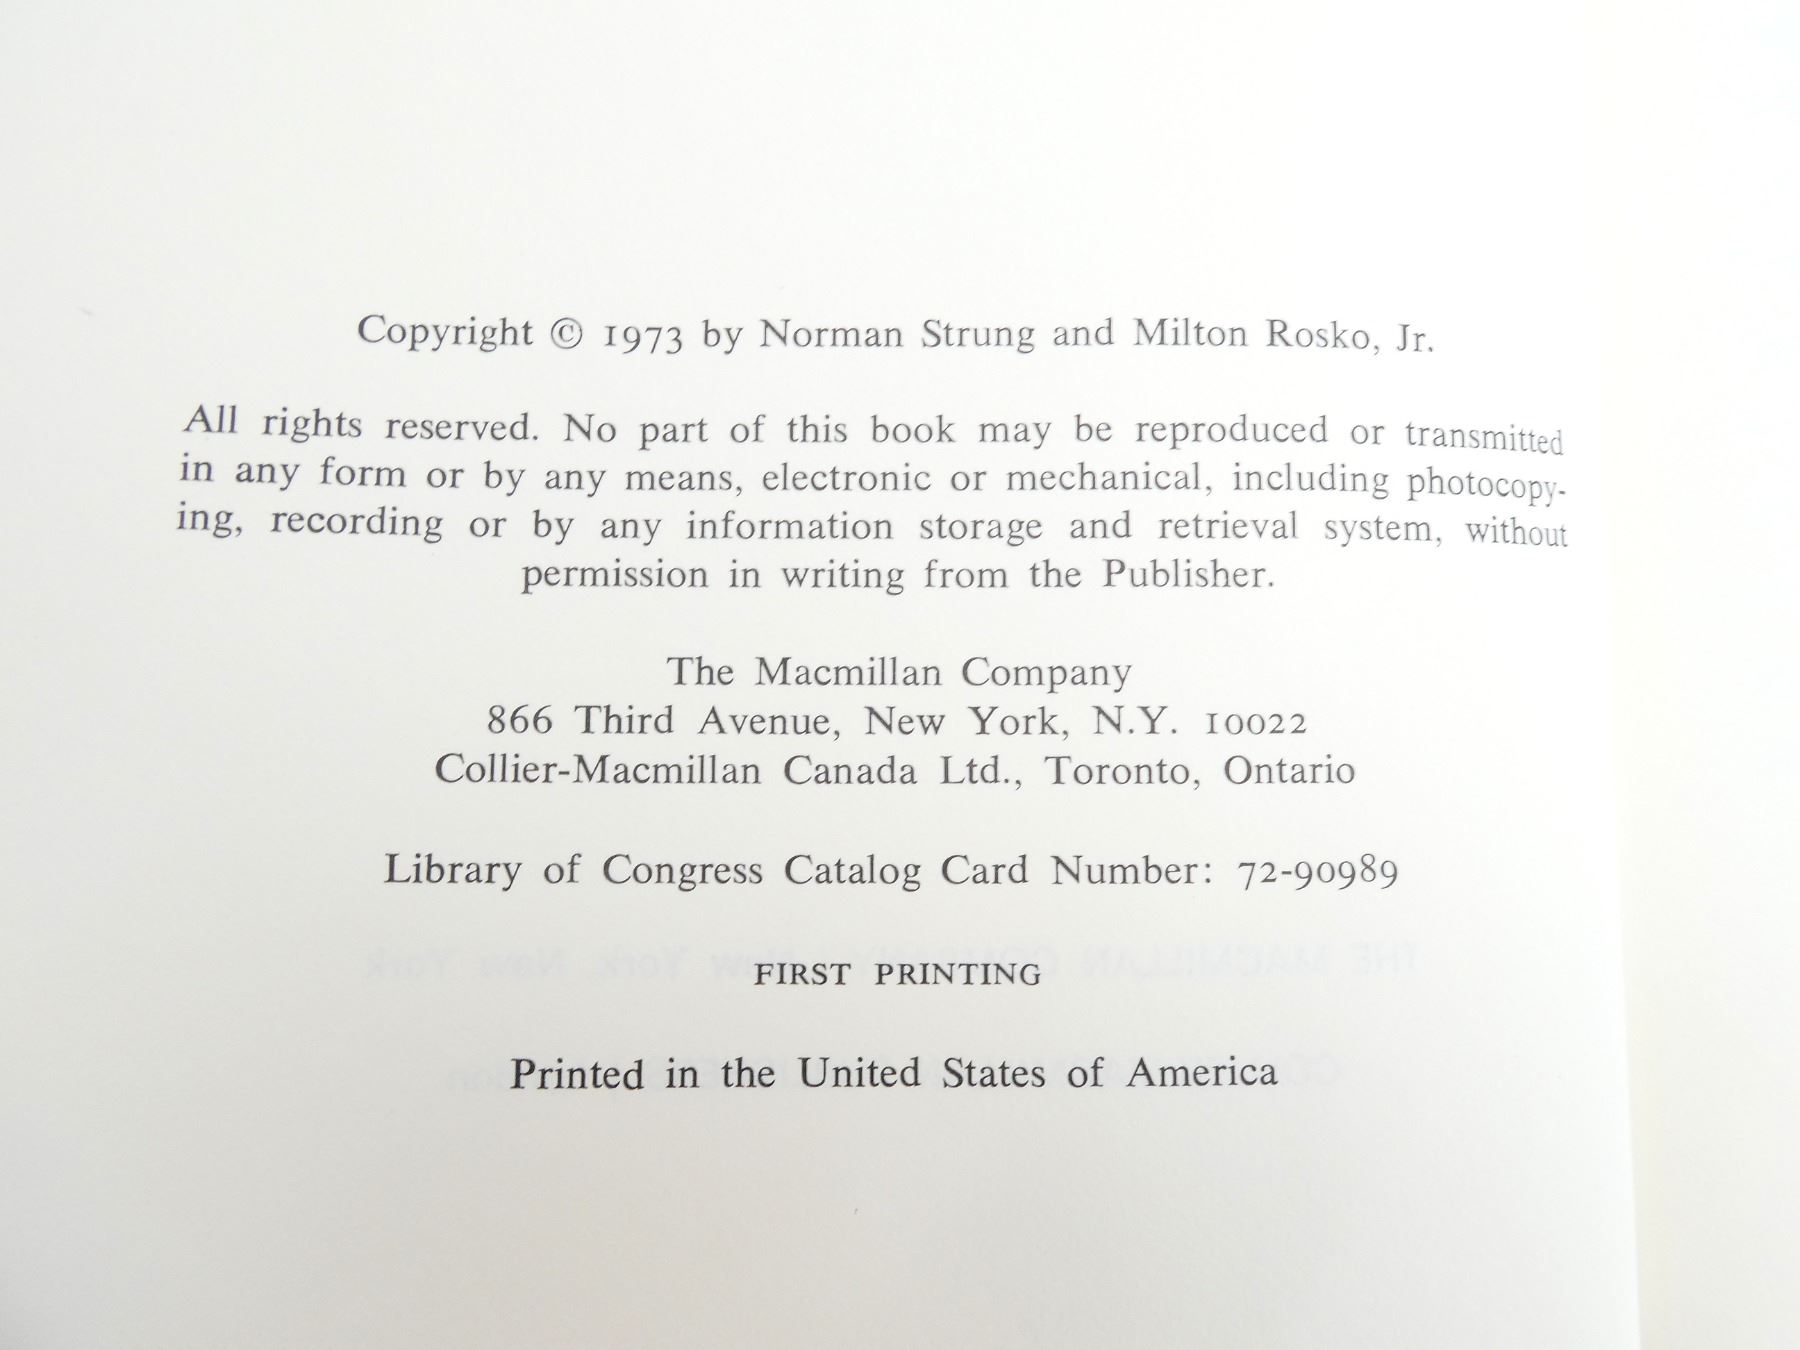 Copyright © 1973 by Norman Strung and Milton Rosko, Jr.
All rights reserved. No part of this book may be reproduced or transmitted
in any form or by any means, electronic or mechanical, including photocopy-
ing, recording or by any information storage and retrieval system, without
permission in writing from the Publisher.
The Macmillan Company
866 Third Avenue, New York, N.Y. 10022
Collier-Macmillan Canada Ltd., Toronto, Ontario
Library of Congress Catalog Card Number: 72-90989
FIRST PRINTING
Printed in the United States of America